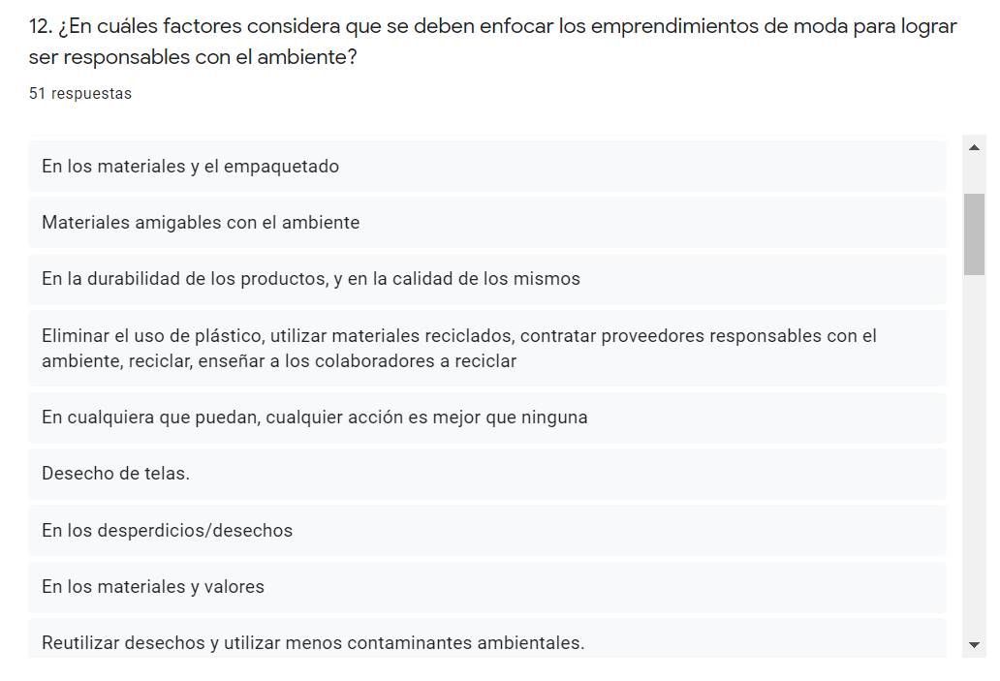 12. ¿En cuáles factores considera que se deben enfocar los emprendimientos de moda para lograr
ser responsables con el ambiente?
51 respuestas
En los materiales y el empaquetado
Materiales amigables con el ambiente
En la durabilidad de los productos, y en la calidad de los mismos
Eliminar el uso de plástico, utilizar materiales reciclados, contratar proveedores responsables con el
ambiente, reciclar, enseñar a los colaboradores a reciclar
En cualquiera que puedan, cualquier acción es mejor que ninguna
Desecho de telas.
En los desperdicios/desechos
En los materiales y valores
Reutilizar desechos y utilizar menos contaminantes ambientales.